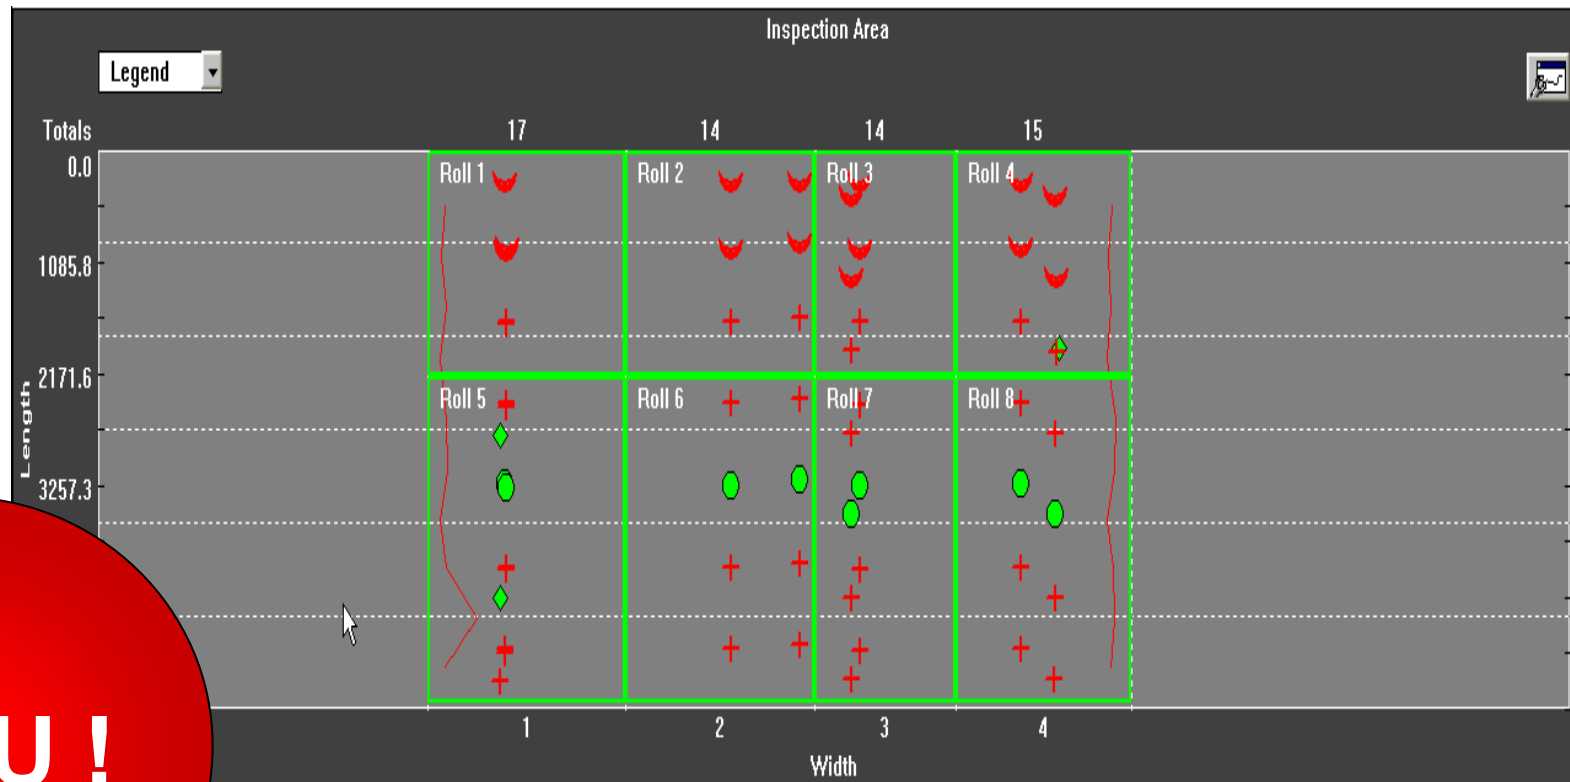 Inspection Area
Legend
Totals 17 14 14 15
0.0
Roll 1 Roll 2 Roll 3 Roll 4
1085.8
2171.6
Roll 5 Roll 6 Roll 7 Roll 8
Length
3257.3
U !
1 2 3 4
Width